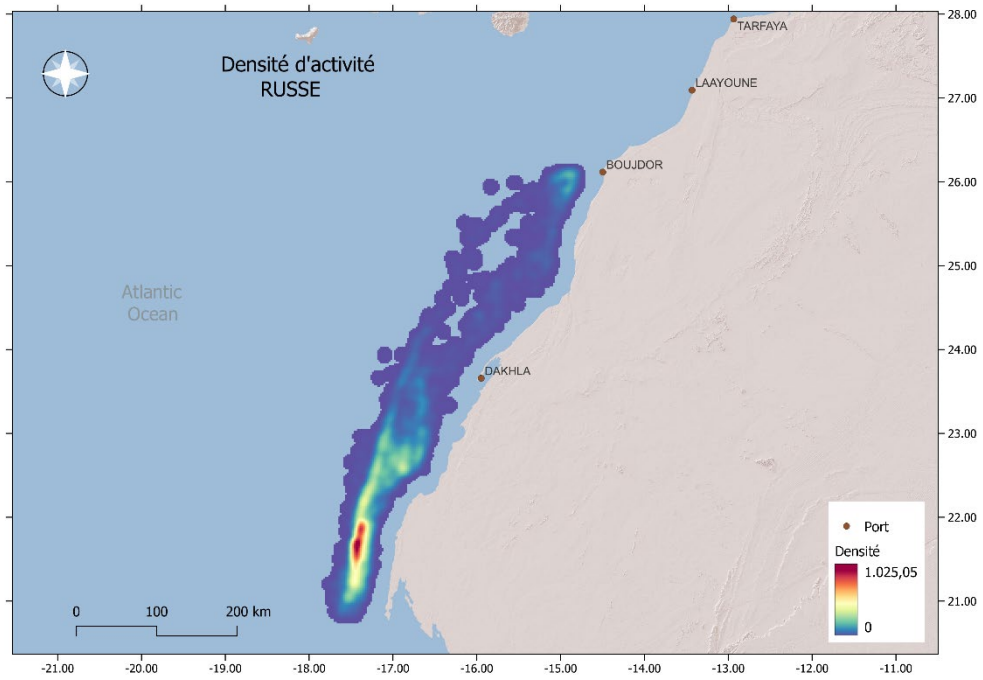 28.00
TARFAYA
Densité d'activité
RUSSE
LAAYOUNE
27.00
BOUJDOR
26.00
25.00
Atlantic
Ocean
24.00
DAKHLA
23.00
22.00
Port
Densité
1.025,05
0
21.00
0 100 200 km
-21.00 -20.00 -19.00 -18.00 -17.00 -16.00 -15.00 -14.00 -13.00 -12.00 -11.00